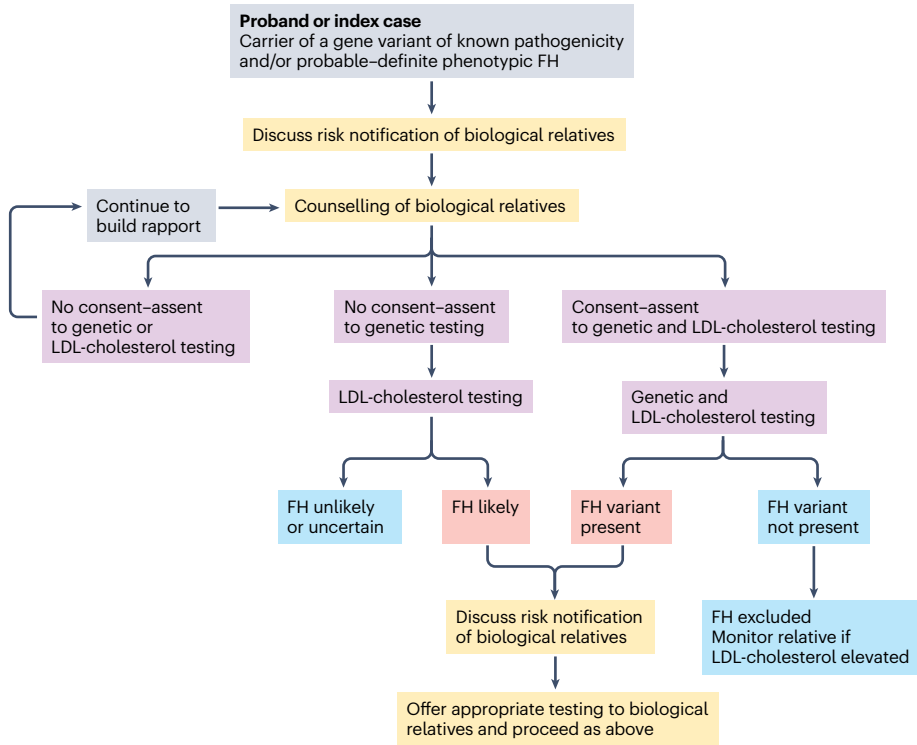 Proband or index case
Carrier of a gene variant of known pathogenicity
and/or probable–definite phenotypic FH
Discuss risk notification of biological relatives
Continue to
build rapport
Counselling of biological relatives
No consent–assent
to genetic or
LDL-cholesterol testing
No consent–assent
to genetic testing
Consent–assent
to genetic and LDL-cholesterol testing
LDL-cholesterol testing
Genetic and
LDL-cholesterol testing
FH unlikely
or uncertain
FH likely
FH variant
present
FH variant
not present
Discuss risk notification
of biological relatives
FH excluded
Monitor relative if
LDL-cholesterol elevated
Offer appropriate testing to biological
relatives and proceed as above